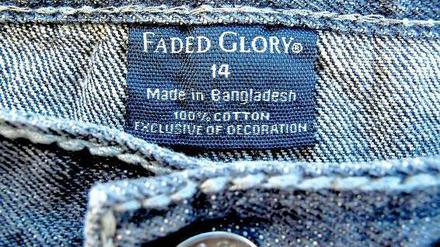 FADED GLORY®
14
Made in Bangladesh
100% COTTON
EXCLUSIVE OF DECORATION